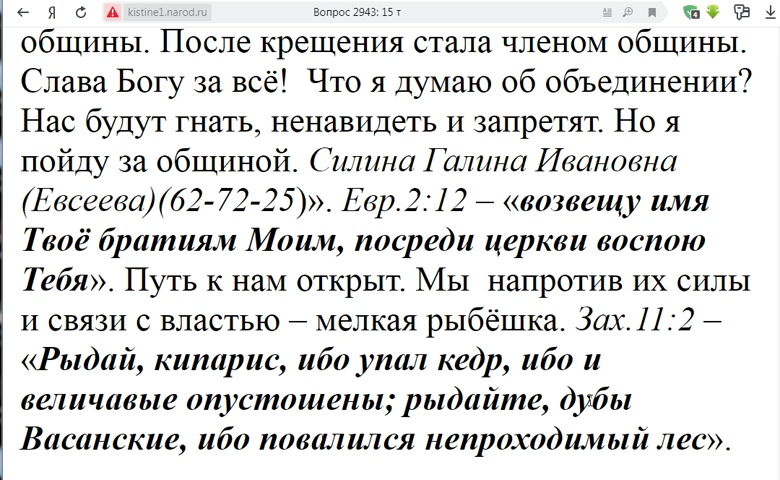 Я kistine1.narod.ru Вопрос 2943: 15 т 4
общины. После крещения стала членом общины.
Слава Богу за всё! Что я думаю об объединении?
Нас будут гнать, ненавидеть и запретят. Но я
пойду за общиной. Силина Галина Ивановна
(Евсеева)(62-72-25)». Евр.2:12 – «возвещу имя
Твоё братиям Моим, посреди церкви воспою
Тебя». Путь к нам открыт. Мы напротив их силы
и связи с властью – мелкая рыбёшка. Зах.11:2 –
«Рыдай, кипарис, ибо упал кедр, ибо и
величавые опустошены; рыдайте, дубы
Васанские, ибо повалился непроходимый лес».